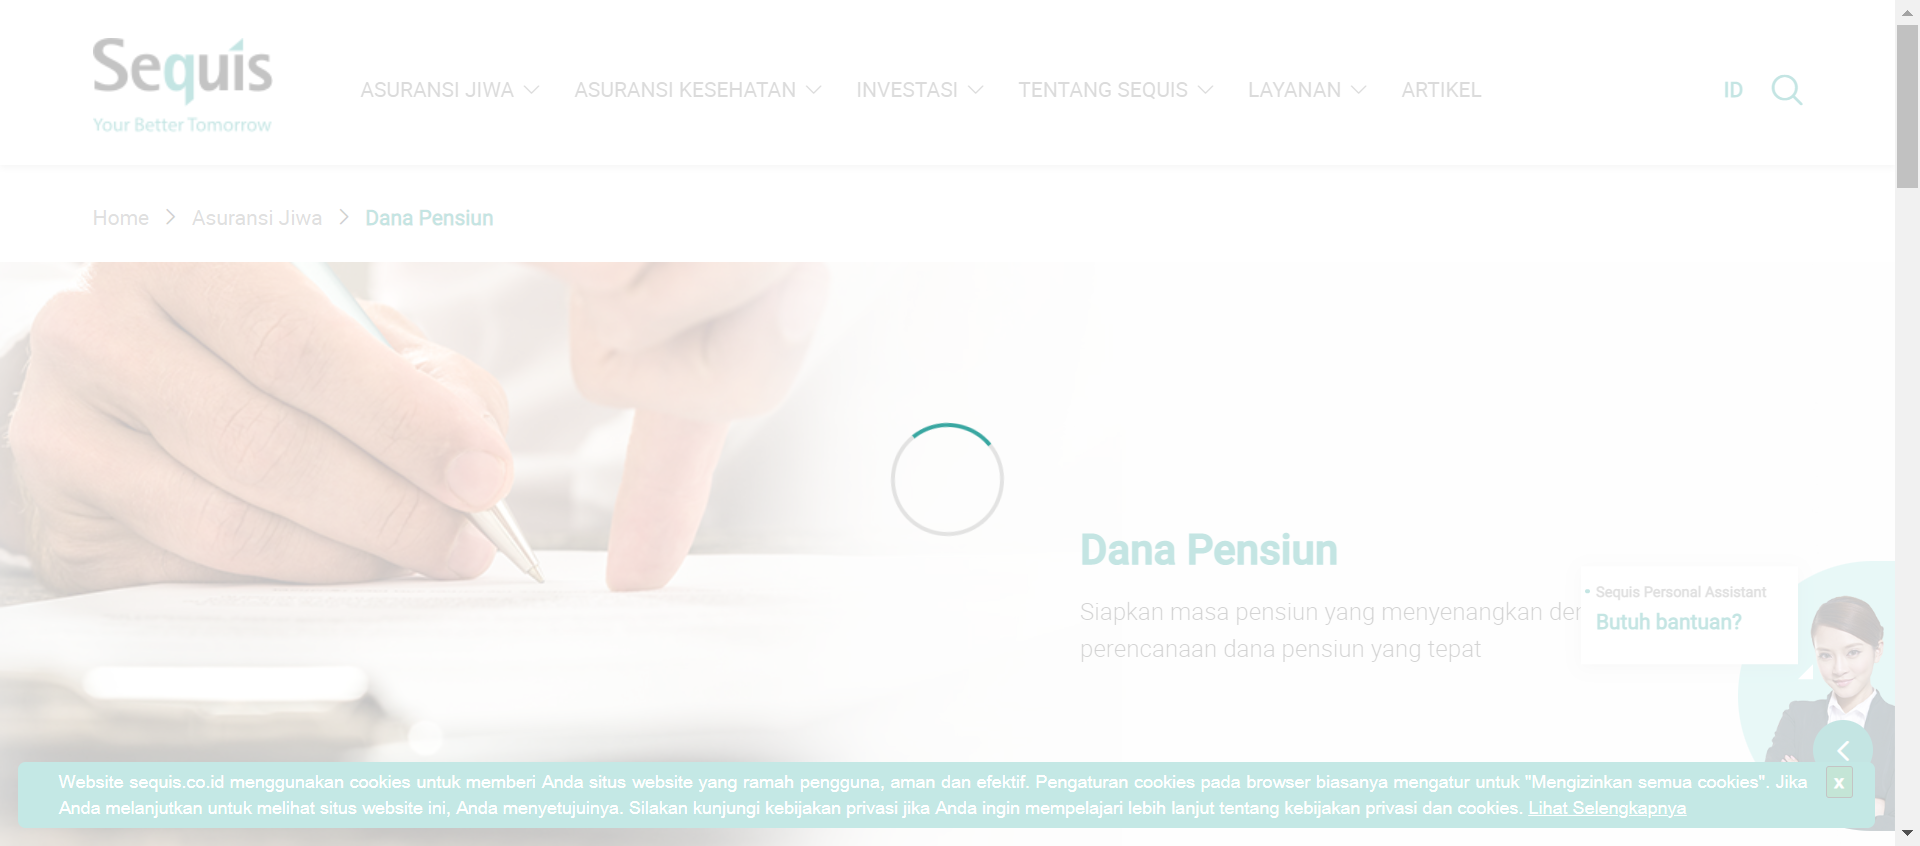 Sequis
Your Better Tomorrow
ASURANSI JIWA
ASURANSI KESEHATAN
INVESTASI
TENTANG SEQUIS
LAYANAN
ARTIKEL
ID
Home
Asuransi Jiwa
Dana Pensiun
Dana Pensiun
Siapkan masa pensiun yang menyenangkan
perencanaan dana pensiun yang tepat
Sequis Personal Assistant
Butuh bantuan?
Website sequis.co.id menggunakan cookies untuk memberi Anda situs website yang ramah pengguna, aman dan efektif. Pengaturan cookies pada browser biasanya mengatur untuk "Mengizinkan semua cookies". Jika
Anda melanjutkan untuk melihat situs website ini, Anda menyetujuinya. Silakan kunjungi kebijakan privasi jika Anda ingin mempelajari lebih lanjut tentang kebijakan privasi dan cookies. Lihat Selengkapnya
x